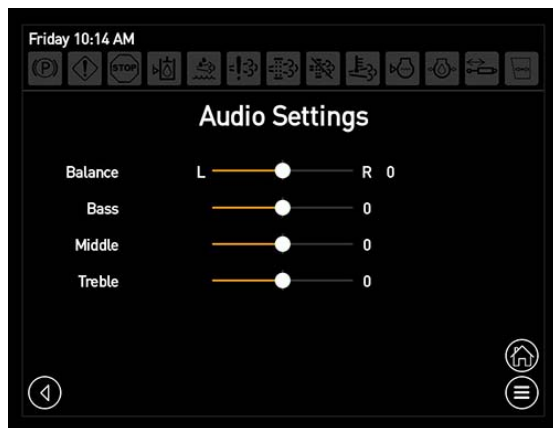 Friday 10:14 AM
(P) STOP
Audio Settings
Balance L R 0
Bass 0
Middle 0
Treble 0